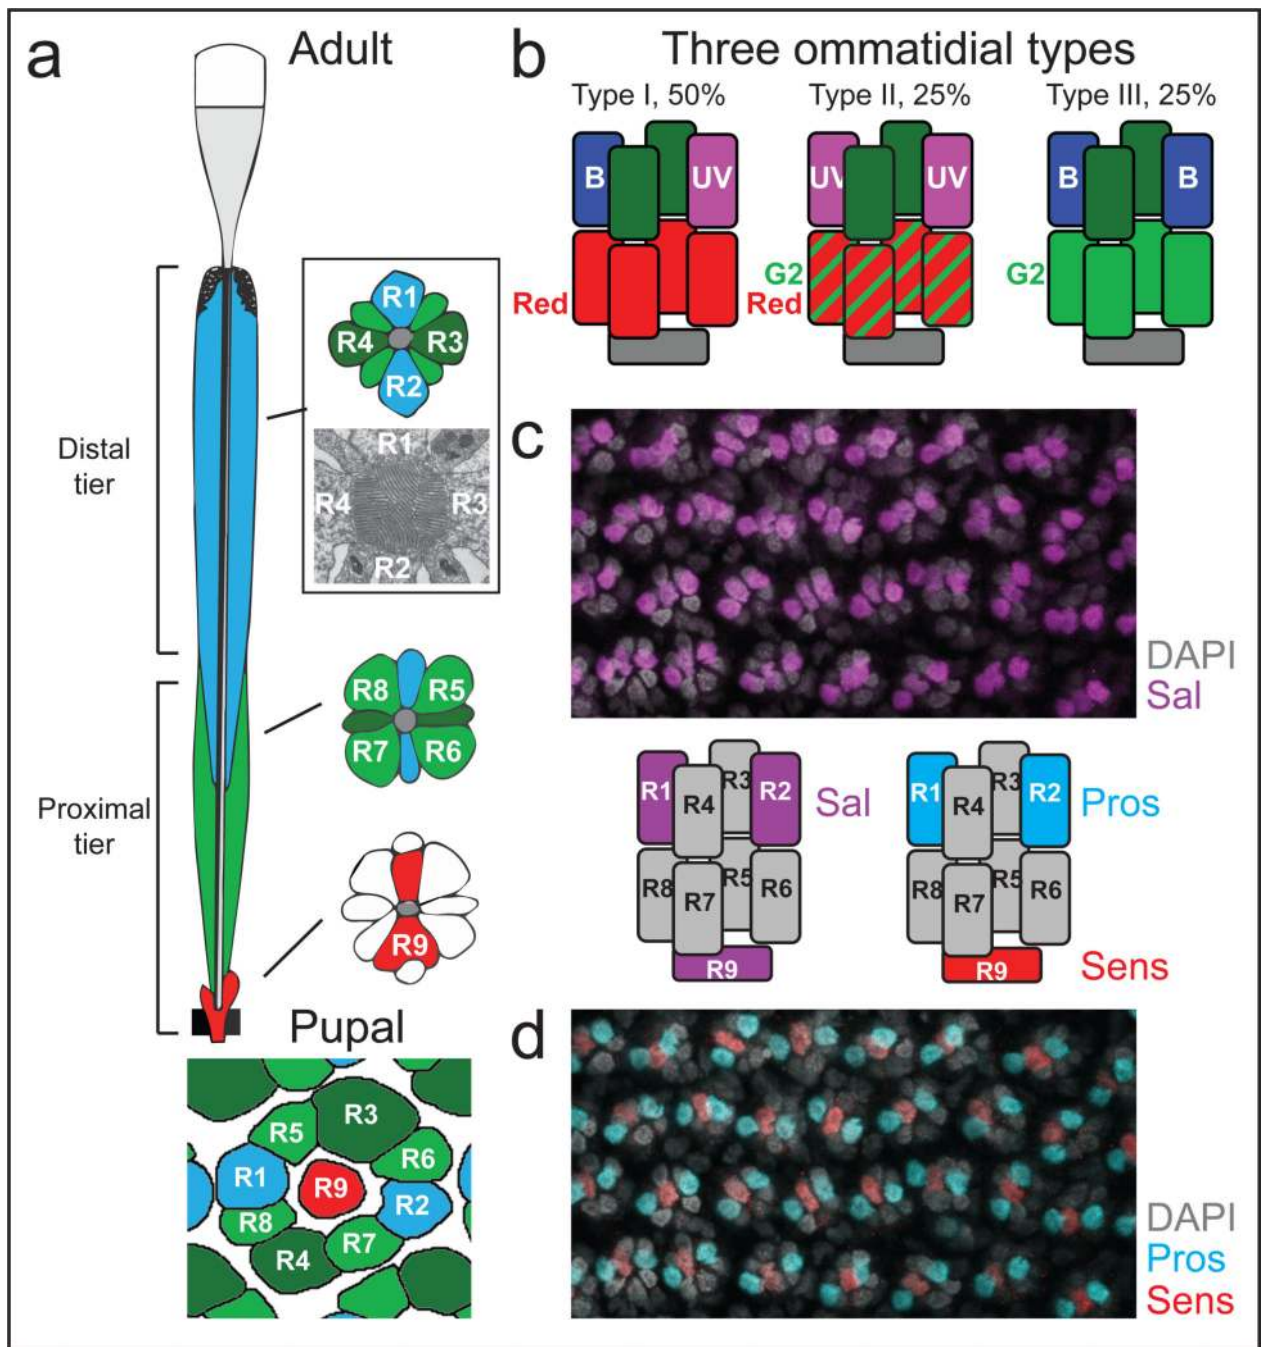 a
Adult
R1
R4
R3
R2
R1
R4
R3
R2
Distal
tier
R8
R5
R7
R6
Proximal
tier
R9
Pupal
R3
R5
R6
R1
R9
R2
R8
R7
R4
b
Three ommatidial types
Type I, 50%
Type II, 25%
Type III, 25%
B
UV
UV
UV
B
B
Red
G2
Red
G2
c
DAPI
Sal
R1
R3
R4
R2
Sal
R8
R5
R6
R7
R9
R1
R3
R4
R2
Pros
R8
R5
R6
R7
R9
Sens
d
DAPI
Pros
Sens